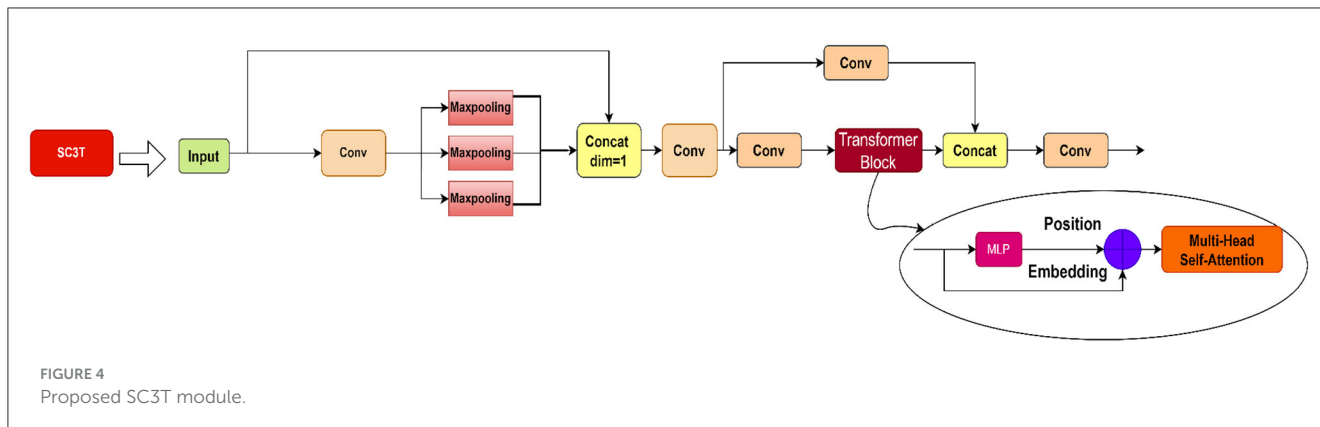 SC3T
Input
Conv
Maxpooling
Maxpooling
Maxpooling
Concat
dim=1
Conv
Conv
Conv
Transformer
Block
Concat
Conv
MLP
Position
Embedding
Multi-Head
Self-Attention
FIGURE 4
Proposed SC3T module.